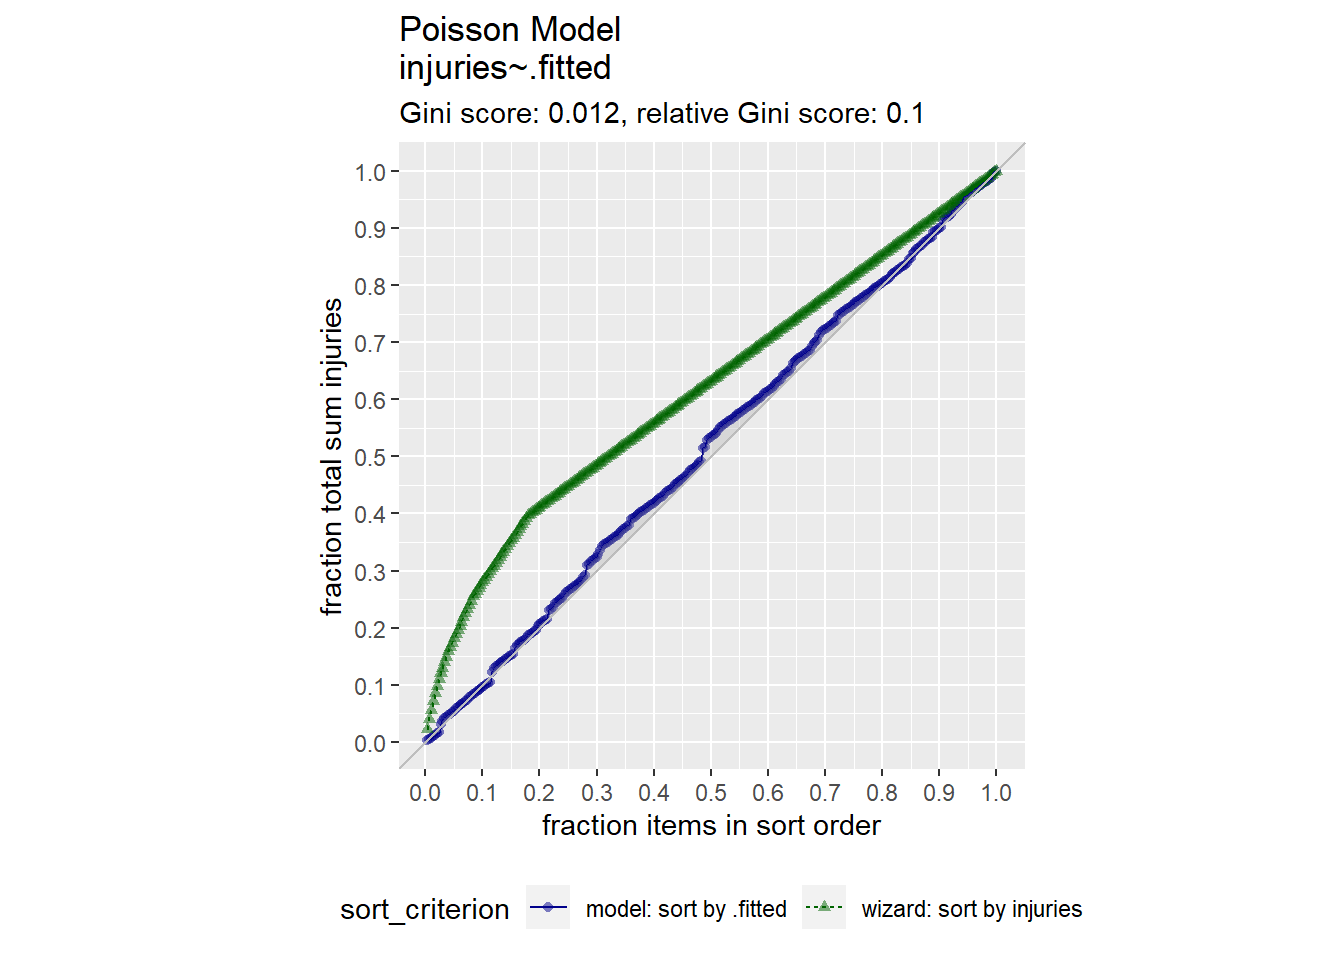 Poisson Model
injuries~.fitted
Gini score: 0.012, relative Gini score: 0.1
fraction total sum injuries
1.0
0.9
0.8
0.7
0.6
0.5
0.4
0.3
0.2
0.1
0.0
0.0 0.1 0.2 0.3 0.4 0.5 0.6 0.7 0.8 0.9 1.0
fraction items in sort order
sort_criterion model: sort by .fitted wizard: sort by injuries